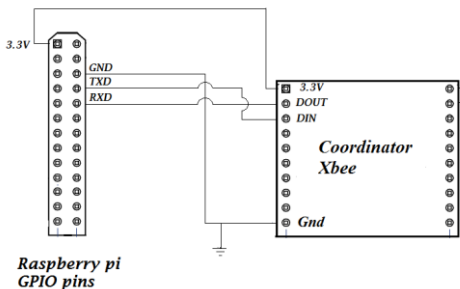 3.3V
GND
TXD
RXD
3.3V
DOUT
DIN
Coordinator
Xbee
Gnd
Raspberry pi
GPIO pins